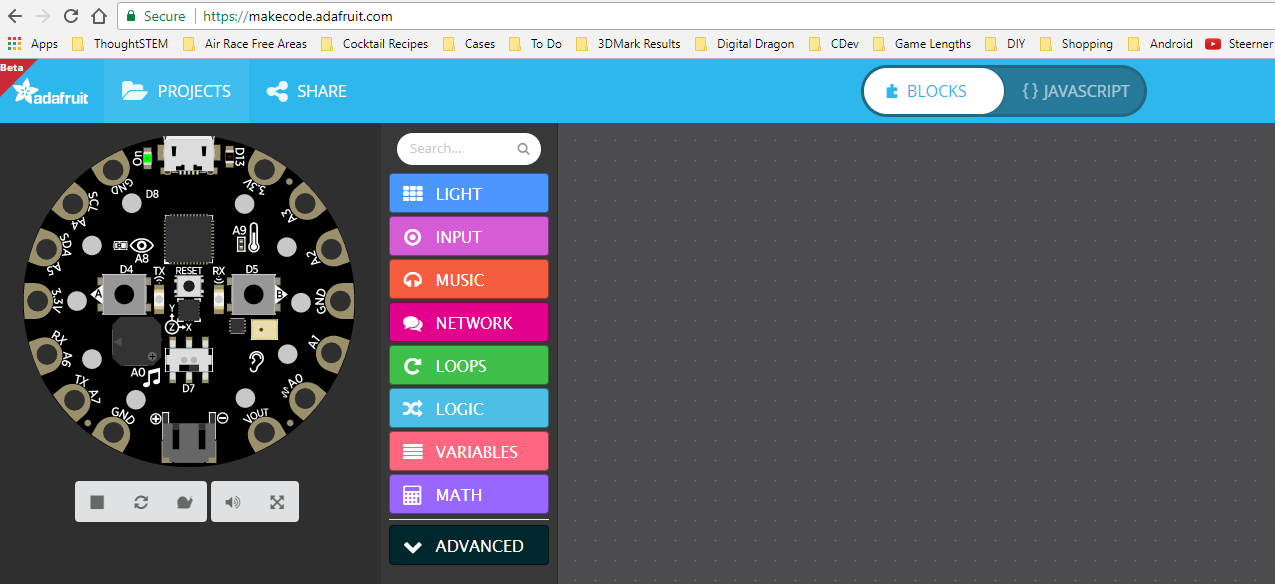 Secure https://makecode.adafruit.com
Apps ThoughtSTEM Air Race Free Areas Cocktail Recipes Cases To Do 3DMark Results Digital Dragon CDev Game Lengths DIY Shopping Android Steerner
Beta
adafruit PROJECTS SHARE BLOCKS { } JAVASCRIPT
Search...
LIGHT
INPUT
MUSIC
NETWORK
LOOPS
LOGIC
VARIABLES
MATH
ADVANCED
On D13
GND 3.3V
D8
SCL A4 A3
A9
SDA A5 A8 A2
D4 TX RESET RX D5
A B
3.3V GND
Y
Z X
RX A6 A1
A0
TX A7 D7 A0
GND VOUT